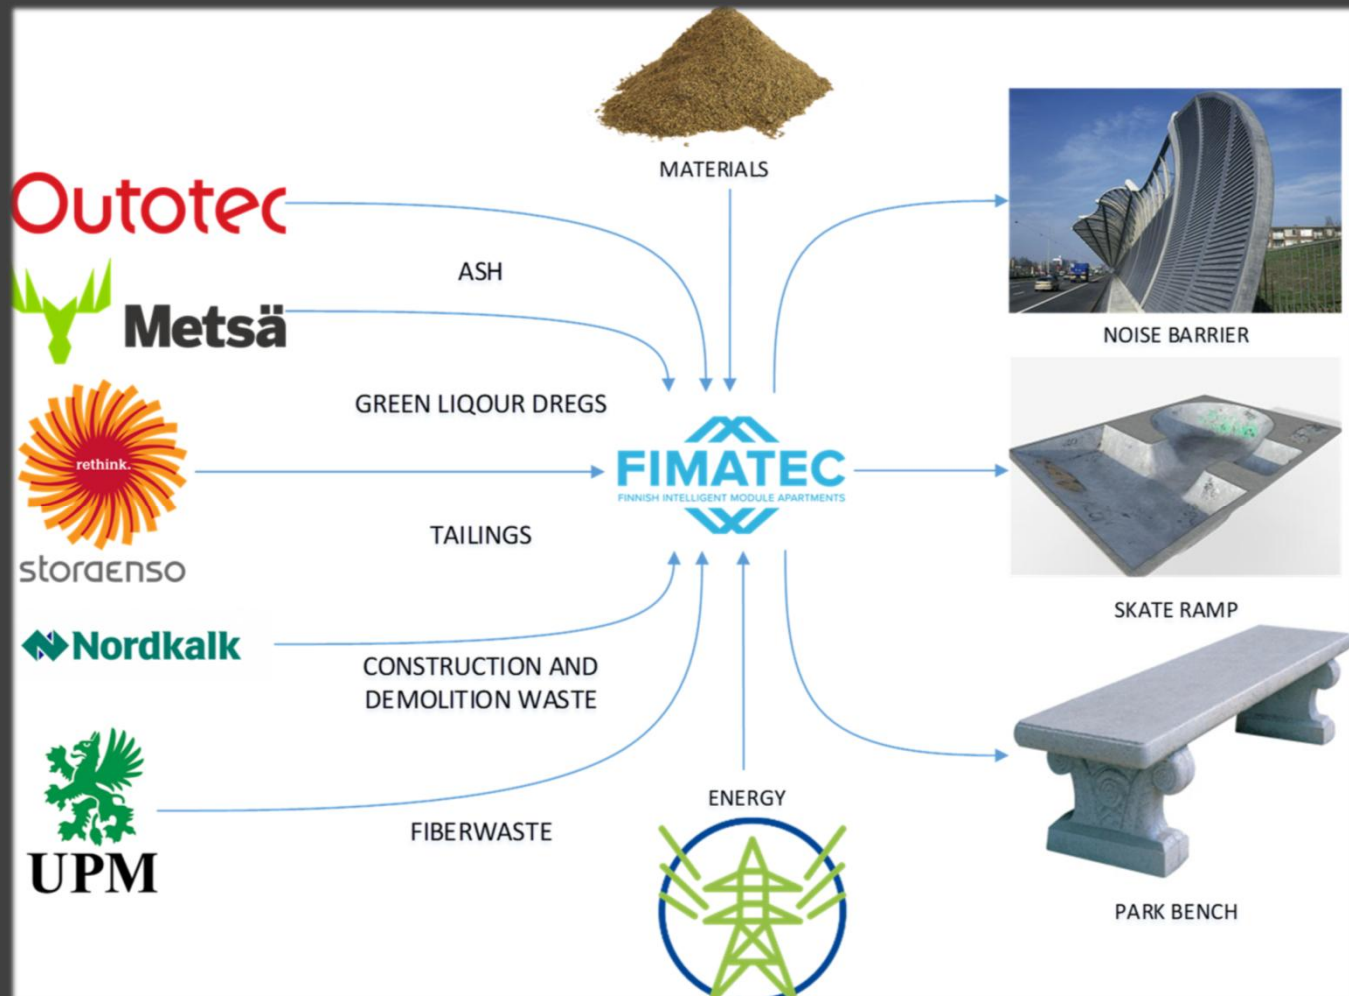 MATERIALS
Outotec
ASH
Metsä
NOISE BARRIER
GREEN LIQOUR DREGS
rethink.
FIMATEC
FINNISH INTELLIGENT MODULE APARTMENTS
TAILINGS
storaenso
SKATE RAMP
Nordkalk
CONSTRUCTION AND
DEMOLITION WASTE
ENERGY
FIBERWASTE
UPM
PARK BENCH